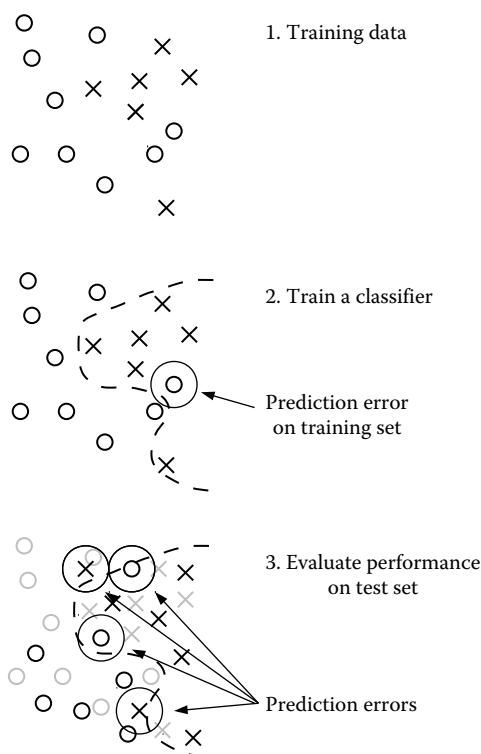 1. Training data
2. Train a classifier
Prediction error
on training set
3. Evaluate performance
on test set
Prediction errors